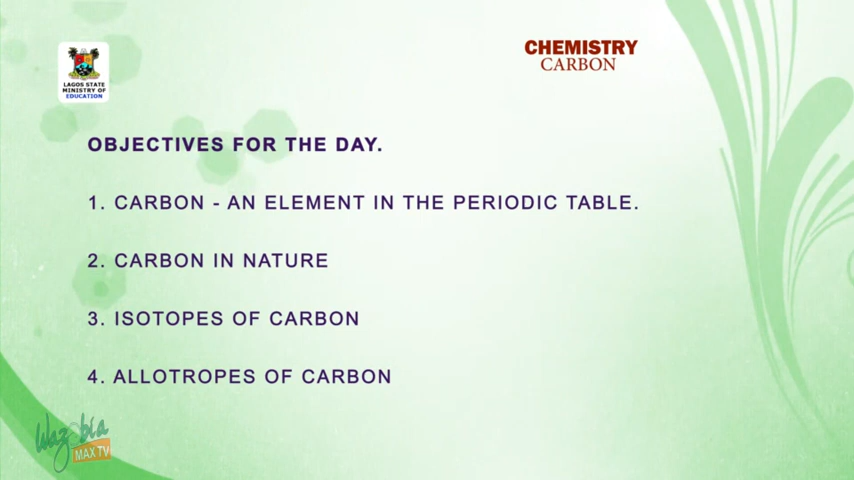 LAGOS STATE
MINISTRY OF
EDUCATION
CHEMISTRY
CARBON
OBJECTIVES FOR THE DAY.
1. CARBON - AN ELEMENT IN THE PERIODIC TABLE.
2. CARBON IN NATURE
3. ISOTOPES OF CARBON
4. ALLOTROPES OF CARBON
Wazobia
MAX TV